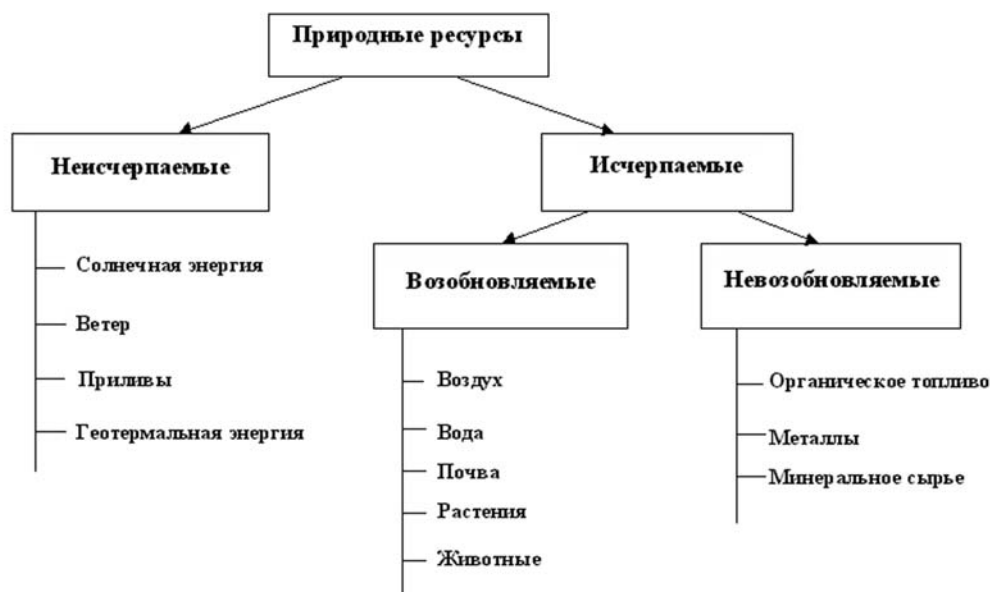 Природные ресурсы
Неисчерпаемые
Исчерпаемые
Солнечная энергия
Ветер
Приливы
Геотермальная энергия
Возобновляемые
Воздух
Вода
Почва
Растения
Животные
Невозобновляемые
Органическое топливо
Металлы
Минеральное сырье